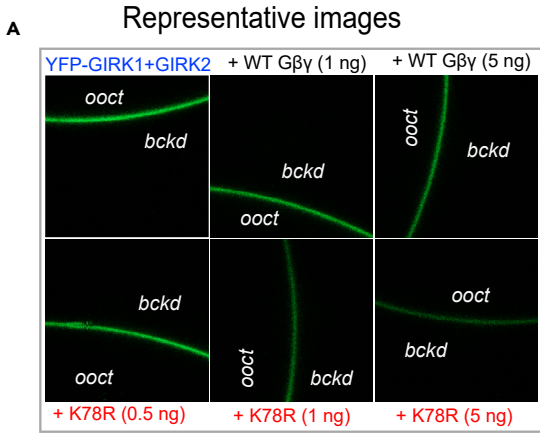 Representative images
A
YFP-GIRK1+GIRK2
+ WT Gβγ (1 ng)
+ WT Gβγ (5 ng)
ooct
bckd
bckd
ooct
ooct
bckd
bckd
ooct
ooct
bckd
ooct
bckd
+ K78R (0.5 ng)
+ K78R (1 ng)
+ K78R (5 ng)